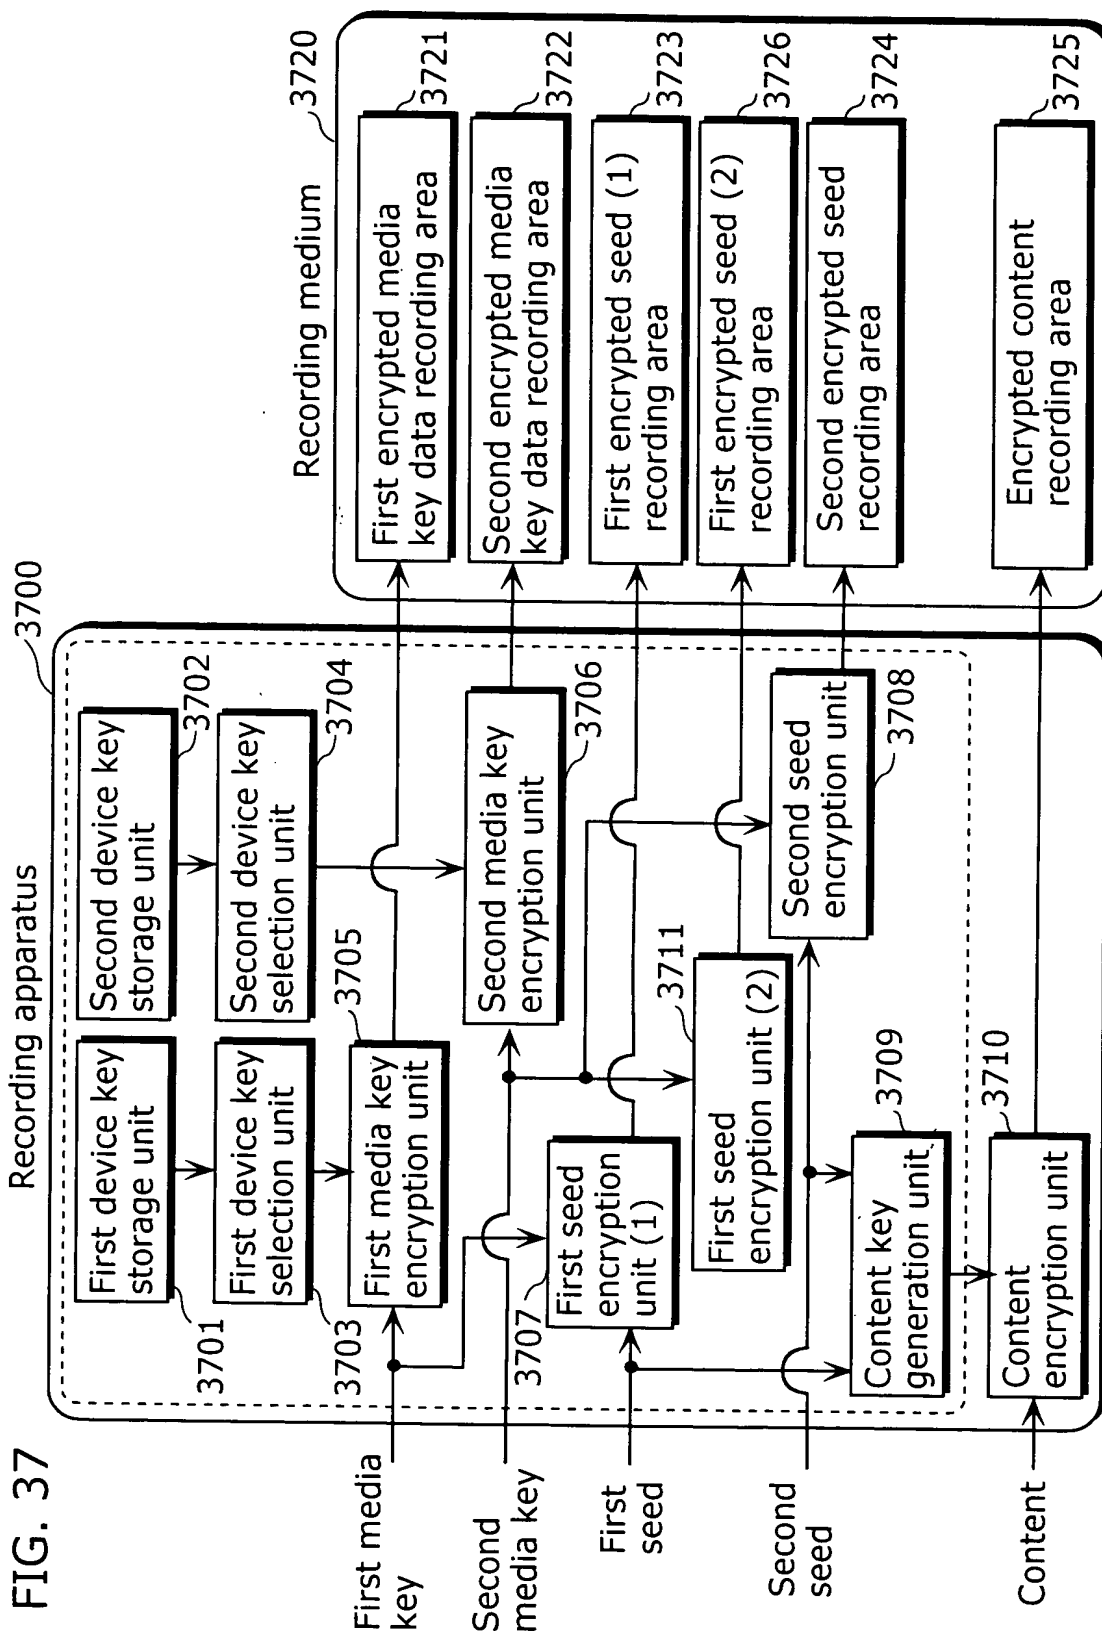 FIG. 37
Recording apparatus
3700
First device key
storage unit
3701
Second device key
storage unit
3702
First device key
selection unit
3703
Second device key
selection unit
3704
First media key
encryption unit
3705
Second media key
encryption unit
3706
First seed
encryption
unit (1)
3707
First seed
encryption unit (2)
3711
Second seed
encryption unit
3708
Content key
generation unit
3709
Content
encryption unit
3710
First media
key
Second
media key
First
seed
Second
seed
Content
Recording medium
3720
First encrypted media
key data recording area
3721
Second encrypted media
key data recording area
3722
First encrypted seed (1)
recording area
3723
First encrypted seed (2)
recording area
3726
Second encrypted seed
recording area
3724
Encrypted content
recording area
3725